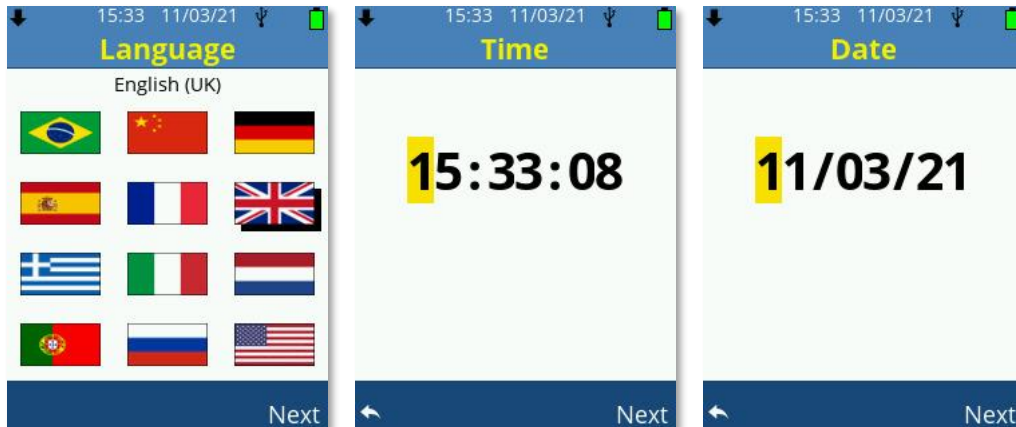 15:33 11/03/21
Language
English (UK)
Next
15:33 11/03/21
Time
15:33:08
Next
15:33 11/03/21
Date
11/03/21
Next